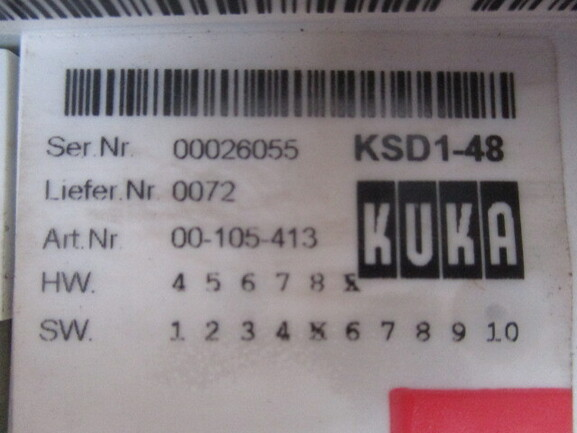 Ser.Nr. 00026055 KSD1-48
Liefer.Nr. 0072
KUKA
Art.Nr. 00-105-413
HW. 4 5 6 7 8
SW. 1 2 3 4 6 7 8 9 10